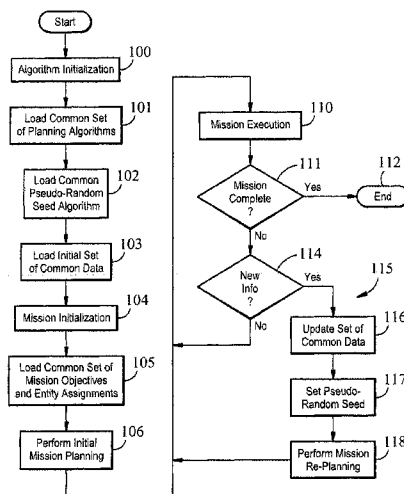 Start
Algorithm Initialization
100
Load Common Set
of Planning Algorithms
101
Load Common
Pseudo-Random
Seed Algorithm
102
Load Initial Set
of Common Data
103
Mission Initialization
104
Load Common Set of
Mission Objectives
and Entity Assignments
105
Perform Initial
Mission Planning
106
Mission Execution
110
Mission
Complete
?
111
Yes
End
112
No
New
Info
?
114
Yes
No
115
Update Set of
Common Data
116
Set Pseudo-
Random Seed
117
Perform Mission
Re-Planning
118